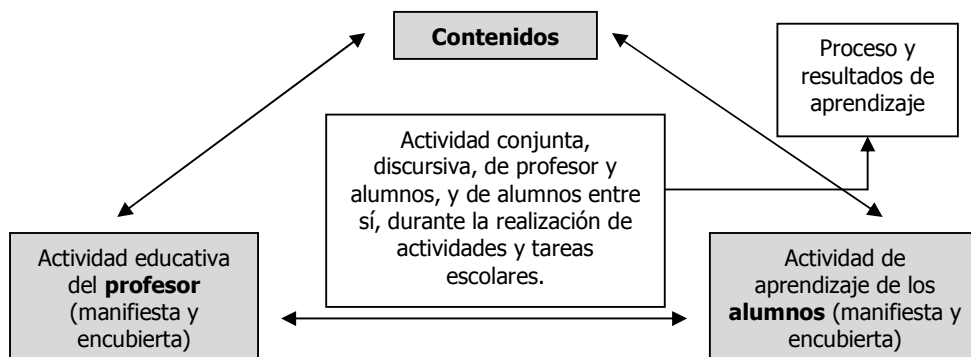 Contenidos
Proceso y
resultados de
aprendizaje
Actividad conjunta,
discursiva, de profesor y
alumnos, y de alumnos entre
sí, durante la realización de
actividades y tareas
escolares.
Actividad educativa
del profesor
(manifiesta y
encubierta)
Actividad de
aprendizaje de los
alumnos (manifiesta y
encubierta)